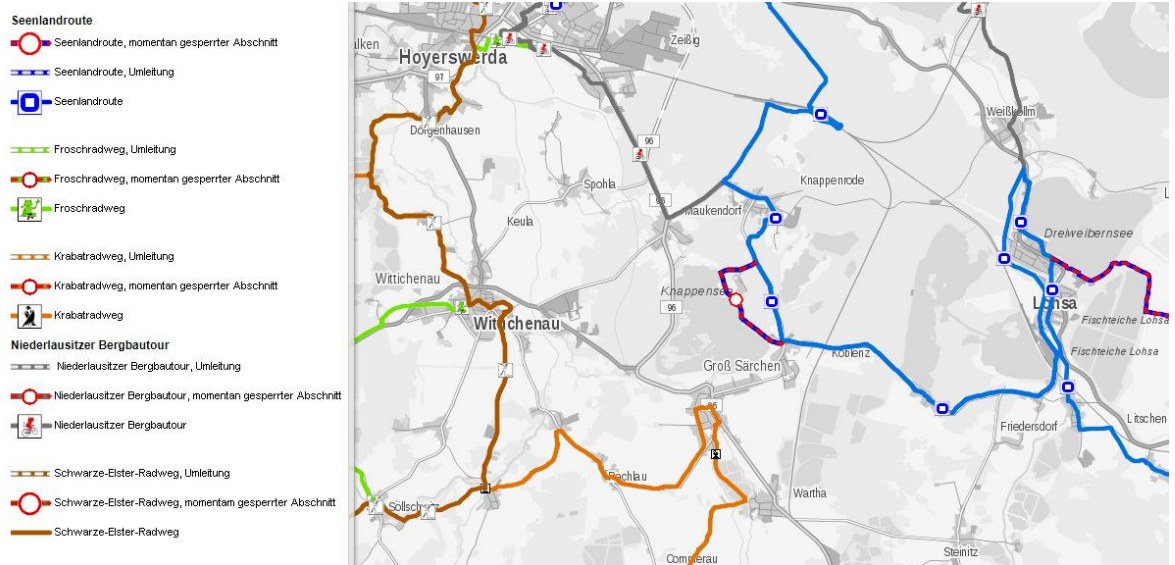 Seenlandroute
Seenlandroute, momentan gesperrter Abschnitt
Seenlandroute, Umleitung
Seenlandroute
Froschradweg, Umleitung
Froschradweg, momentan gesperrter Abschnitt
Froschradweg
Krabatradweg, Umleitung
Krabatradweg, momentan gesperrter Abschnitt
Krabatradweg
Niederlausitzer Bergbautour
Niederlausitzer Bergbautour, Umleitung
Niederlausitzer Bergbautour, momentan gesperrter Abschnitt
Niederlausitzer Bergbautour
Schwarze-Elster-Radweg, Umleitung
Schwarze-Elster-Radweg, momentam gesperrter Abschnitt
Schwarze-Elster-Radweg
Zeißig
Hoyerswerda
97
Weißkollm
Dörgenhausen
96
Spohla
Knappenrode
96
Maukendorf
Keula
Dreiweibernsee
Wittichenau
Knappensee
Lohsa
96
Wittichenau
Fischteiche Lohsa
Koblenz
Fischteiche Lohsa
Groß Särchen
96
Friedersdorf
Litschen
Wartha
Steinitz